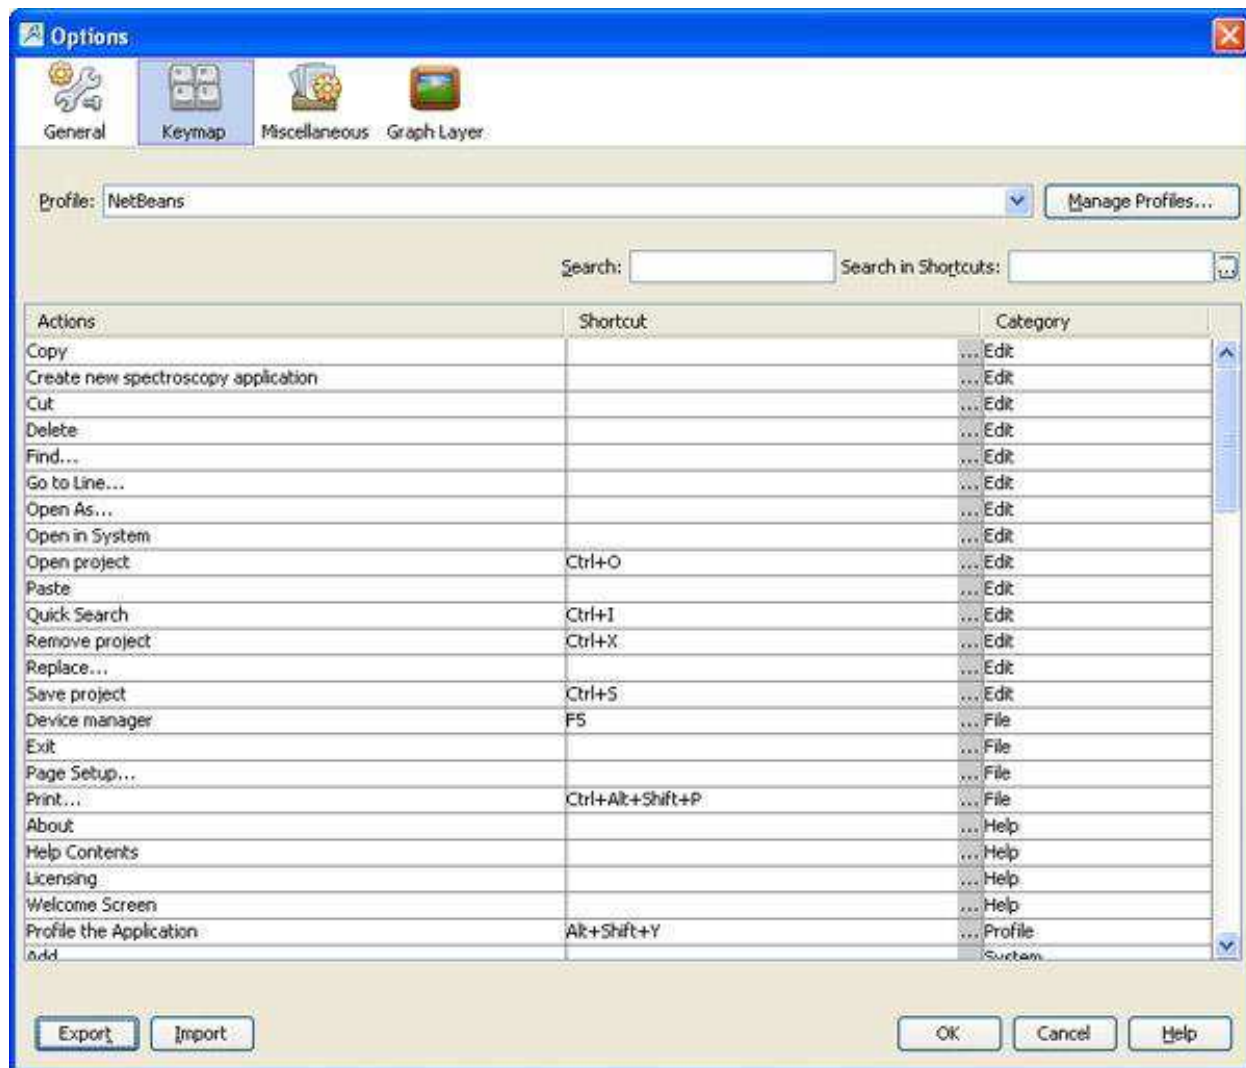 Options
General Keymap Miscellaneous Graph Layer
Profile: NetBeans Manage Profiles...
Search: Search in Shortcuts: ...
Actions Shortcut Category
Copy ... Edit
Create new spectroscopy application ... Edit
Cut ... Edit
Delete ... Edit
Find... ... Edit
Go to Line... ... Edit
Open As... ... Edit
Open in System ... Edit
Open project Ctrl+O ... Edit
Paste ... Edit
Quick Search Ctrl+I ... Edit
Remove project Ctrl+X ... Edit
Replace... ... Edit
Save project Ctrl+S ... Edit
Device manager F5 ... File
Exit ... File
Page Setup... ... File
Print... Ctrl+Alt+Shift+P ... File
About ... Help
Help Contents ... Help
Licensing ... Help
Welcome Screen ... Help
Profile the Application Alt+Shift+Y ... Profile
Add System
Export Import OK Cancel Help